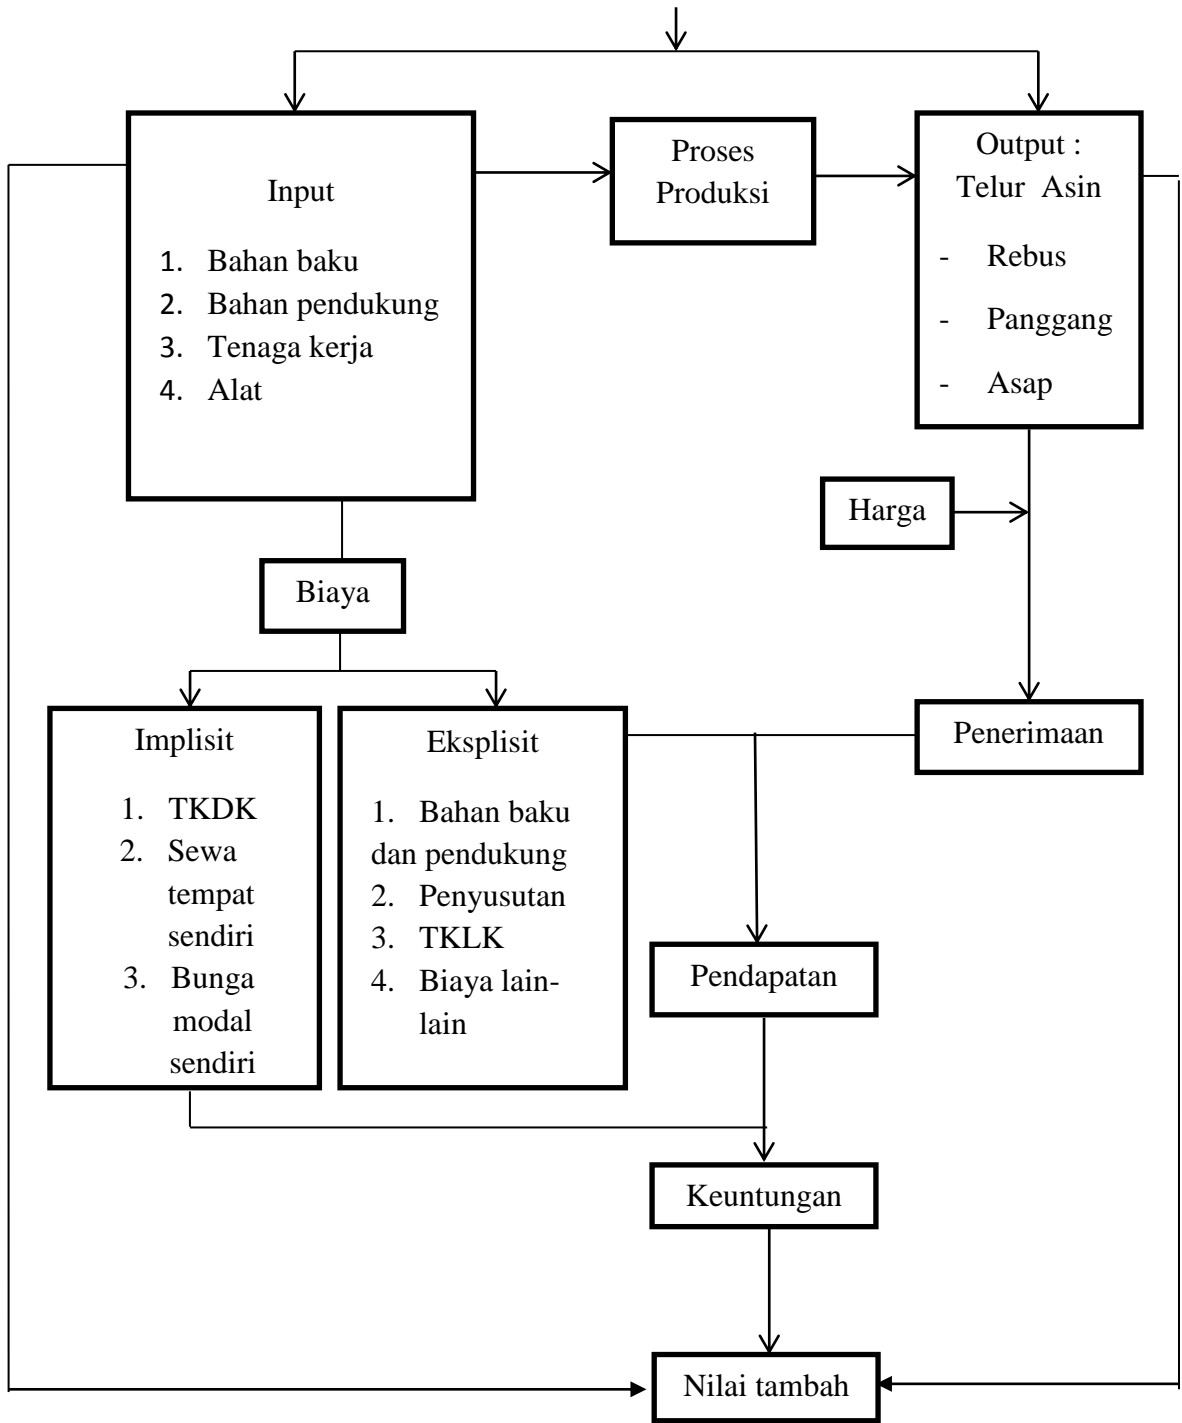 Input
1. Bahan baku
2. Bahan pendukung
3. Tenaga kerja
4. Alat
Proses
Produksi
Output :
Telur Asin
- Rebus
- Panggang
- Asap
Harga
Biaya
Implisit
1. TKDK
2. Sewa
tempat
sendiri
3. Bunga
modal
sendiri
Eksplisit
1. Bahan baku
dan pendukung
2. Penyusutan
3. TKLK
4. Biaya lain-
lain
Penerimaan
Pendapatan
Keuntungan
Nilai tambah